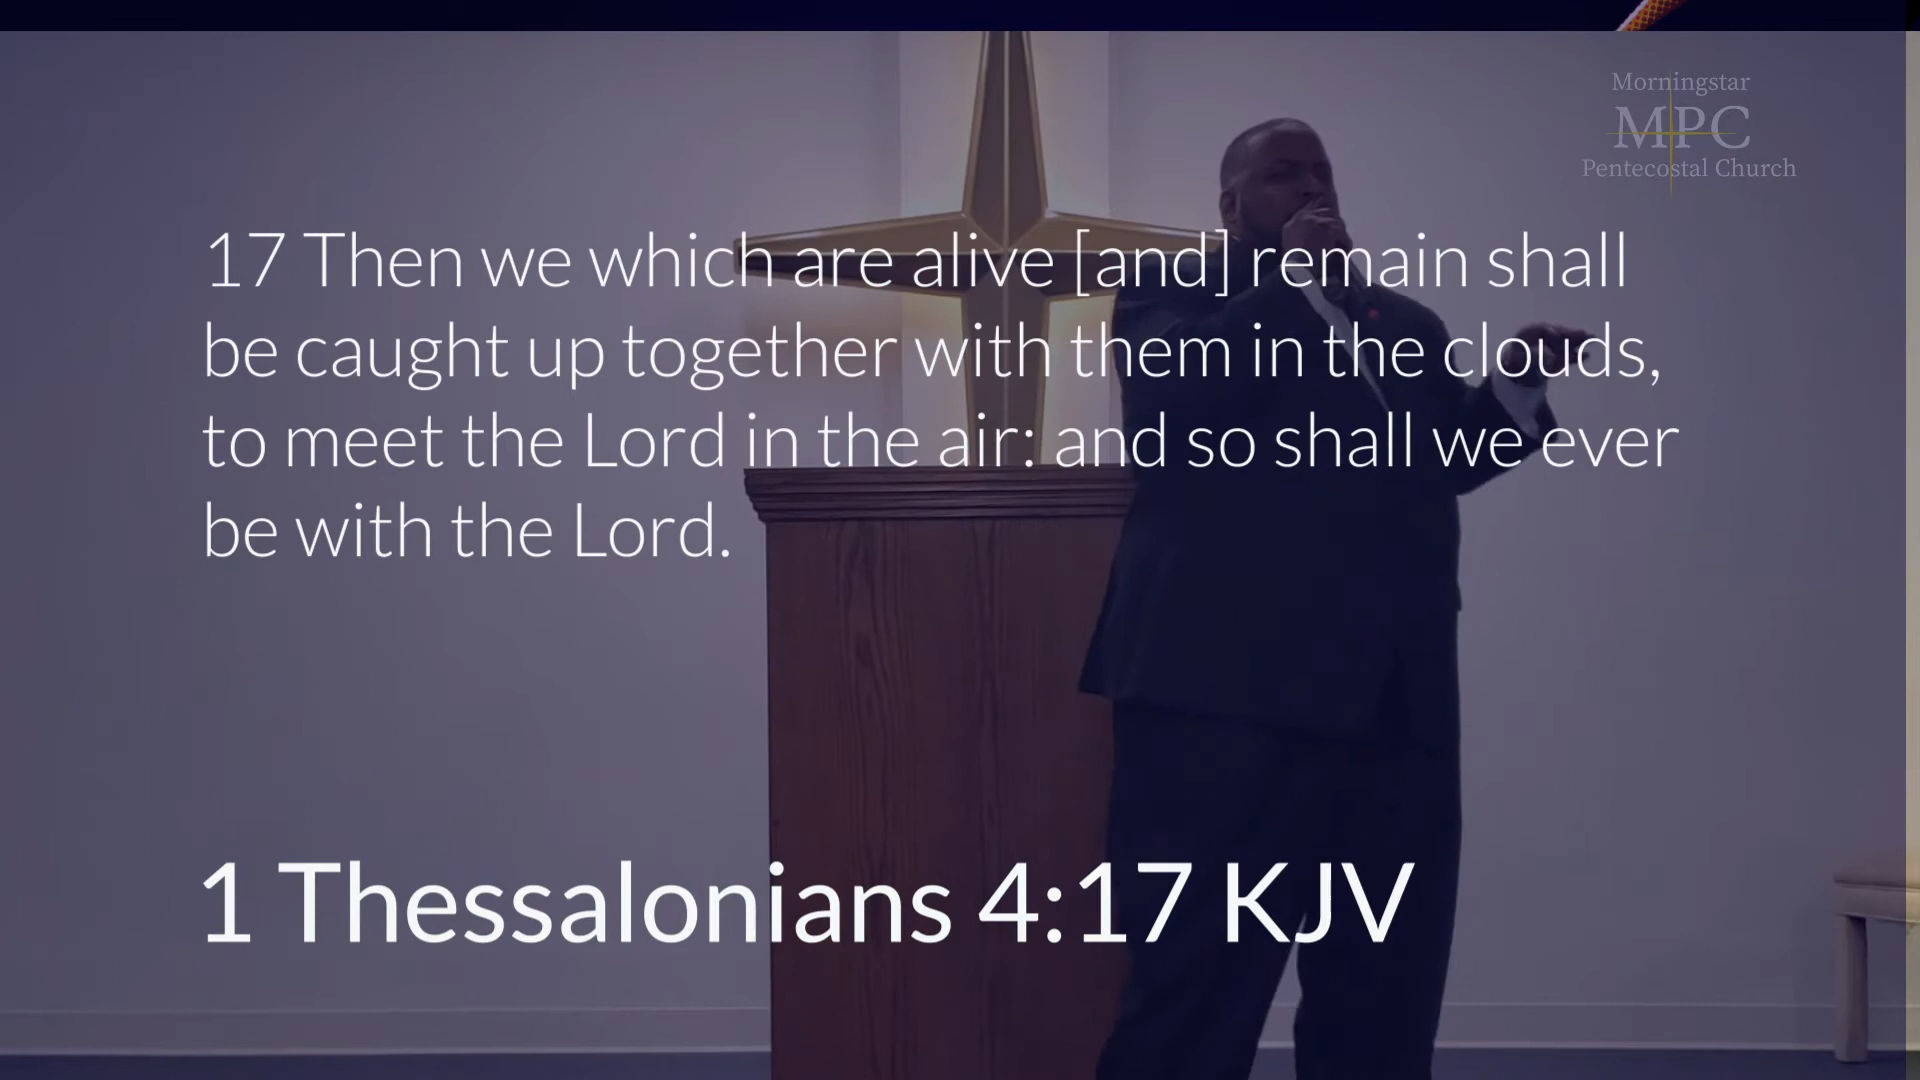 Morningstar
MPC
Pentecostal Church
17 Then we which are alive [and] remain shall
be caught up together with them in the clouds,
to meet the Lord in the air: and so shall we ever
be with the Lord.
1 Thessalonians 4:17 KJV